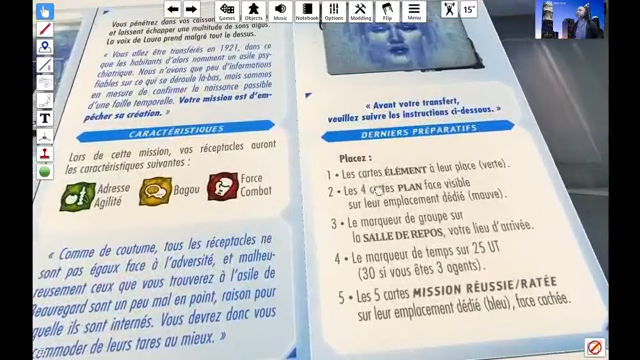 Games
Objects
Music
Notebook
Options
Modding
Flip
Menu
15°
Vous pénétrez dans vos caissons
et laissent échapper une multitude de sons aigus.
La voix de Laura prend malgré tout le dessus.
« Vous allez être transférés en 1921, dans ce
que les habitants d'alors nomment un asile psy-
chiatrique. Nous n'avons que peu d'informations
fiables sur ce qui se déroule là-bas, mais sommes
en mesure de confirmer la naissance possible
d'une faille temporelle. Votre mission est d'em-
pêcher sa création. »
CARACTÉRISTIQUES
Lors de cette mission, vos réceptacles auront
les caractéristiques suivantes :
Adresse
Agilité
Bagou
Force
Combat
« Comme de coutume, tous les réceptacles ne
sont pas égaux face à l'adversité, et malheu-
reusement ceux que vous trouverez à l'asile de
Beauregard sont un peu mal en point, raison pour
laquelle ils sont internés. Vous devrez donc vous
accommoder de leurs tares au mieux. »
« Avant votre transfert,
veuillez suivre les instructions ci-dessous. »
DERNIERS PRÉPARATIFS
Placez :
1 • Les cartes ÉLÉMENT à leur place (verte).
2 • Les 4 cartes PLAN face visible
sur leur emplacement dédié (mauve).
3 • Le marqueur de groupe sur
la SALLE DE REPOS, votre lieu d'arrivée.
4 • Le marqueur de temps sur 25 UT
(30 si vous êtes 3 agents).
5 • Les 5 cartes MISSION RÉUSSIE/RATÉE
sur leur emplacement dédié (bleu), face cachée.